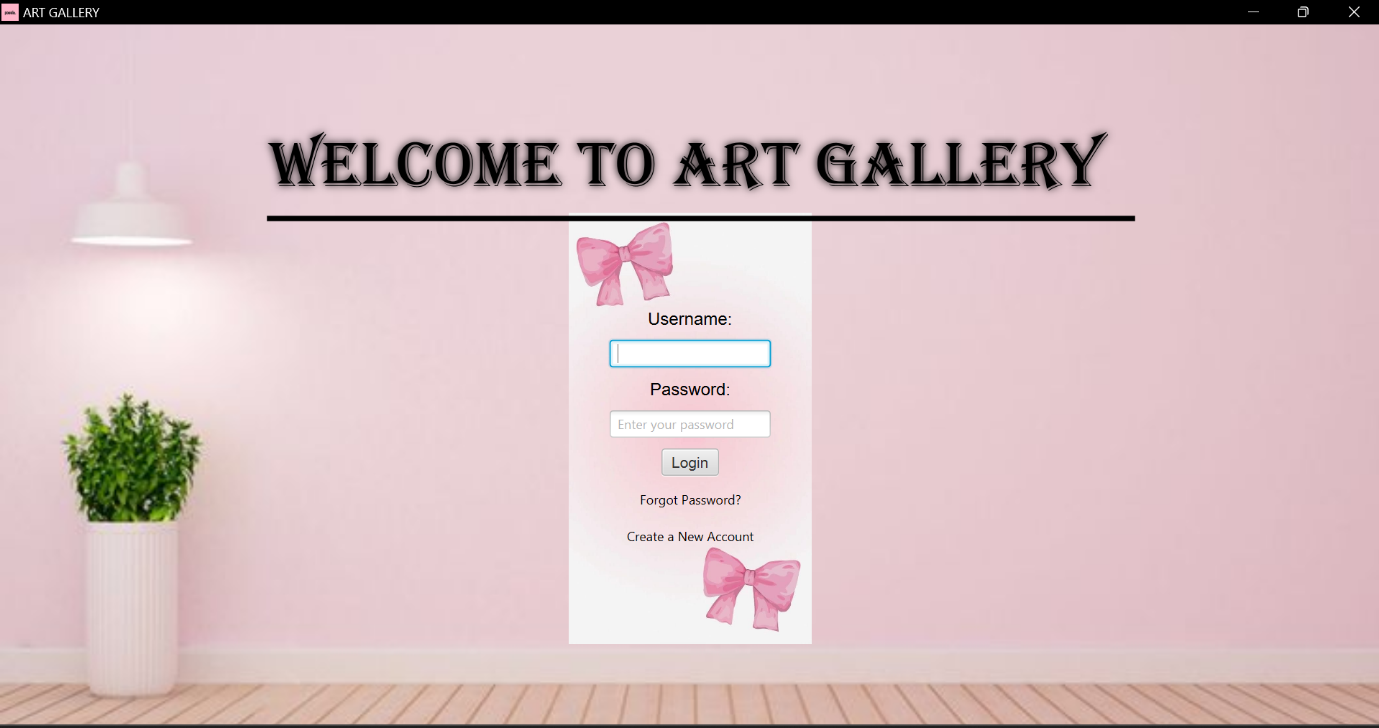 ART GALLERY
WELCOME TO ART GALLERY
Username:
Password:
Enter your password
Login
Forgot Password?
Create a New Account